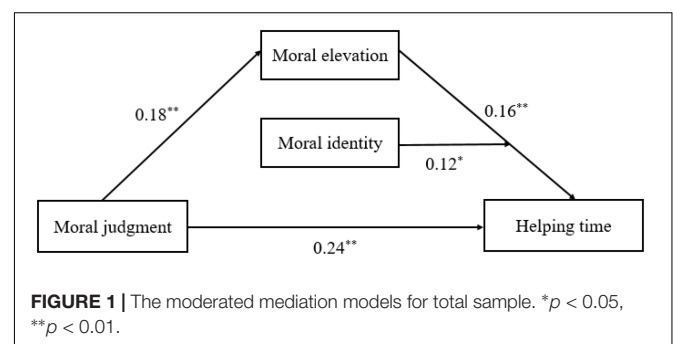 Moral elevation
0.18**
0.16**
Moral identity
0.12*
Moral judgment
Helping time
0.24**
FIGURE 1 | The moderated mediation models for total sample. *p < 0.05,
**p < 0.01.